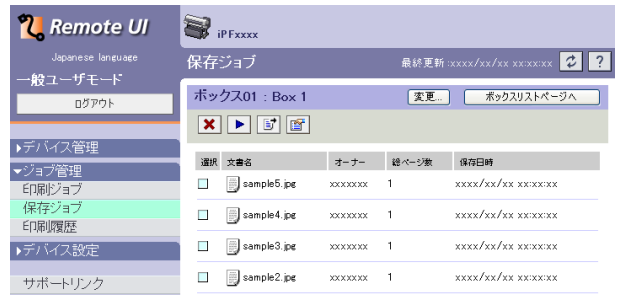 Remote UI
iPFxxxx
Japanese language
保存ジョブ
最終更新:xxxx/xx/xx xx:xx:xx
?
一般ユーザモード
ログアウト
ボックス01 : Box 1
変更...
ボックスリストページへ
デバイス管理
ジョブ管理
印刷ジョブ
保存ジョブ
印刷履歴
デバイス設定
サポートリンク
選択 文書名 オーナー 総ページ数 保存日時
sample5.jpg xxxxxxx 1 xxxx/xx/xx xx:xx:xx
sample4.jpg xxxxxxx 1 xxxx/xx/xx xx:xx:xx
sample3.jpg xxxxxxx 1 xxxx/xx/xx xx:xx:xx
sample2.jpg xxxxxxx 1 xxxx/xx/xx xx:xx:xx